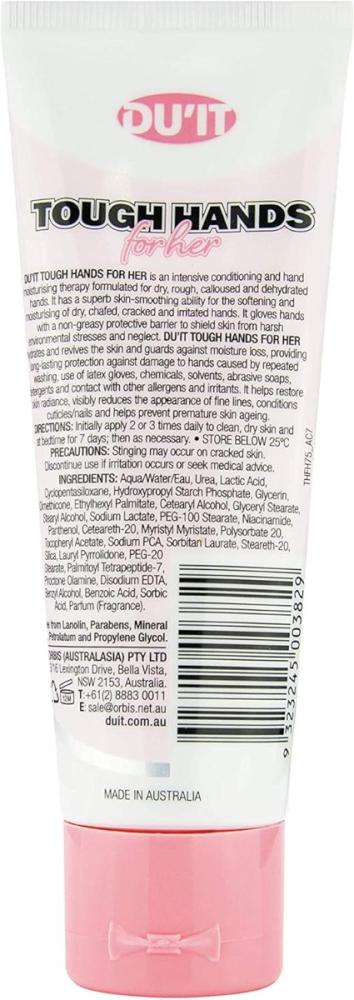 DU'IT
TOUGH HANDS
for her
DU'IT TOUGH HANDS FOR HER is an intensive conditioning and hand
moisturising therapy formulated for dry, rough, calloused and dehydrated
hands. It has a superb skin-smoothing ability for the softening and
moisturising of dry, chafed, cracked and irritated hands. It gloves hands
with a non-greasy protective barrier to shield skin from harsh
environmental stresses and neglect. DU'IT TOUGH HANDS FOR HER
hydrates and revives the skin and guards against moisture loss, providing
long-lasting protection against damage to hands caused by repeated
washing, use of latex gloves, chemicals, solvents, abrasive soaps,
detergents and contact with other allergens and irritants. It helps restore
skin radiance, visibly reduces the appearance of fine lines, conditions
cuticles/nails and helps prevent premature skin ageing.
DIRECTIONS: Initially apply 2 or 3 times daily to clean, dry skin and
at bedtime for 7 days; then as necessary. • STORE BELOW 25°C
PRECAUTIONS: Stinging may occur on cracked skin.
Discontinue use if irritation occurs or seek medical advice.
INGREDIENTS: Aqua/Water/Eau, Urea, Lactic Acid,
Cyclopentasiloxane, Hydroxypropyl Starch Phosphate, Glycerin,
Dimethicone, Ethylhexyl Palmitate, Cetearyl Alcohol, Glyceryl Stearate,
Stearyl Alcohol, Sodium Lactate, PEG-100 Stearate, Niacinamide,
Panthenol, Ceteareth-20, Myristyl Myristate, Polysorbate 20,
Tocopheryl Acetate, Sodium PCA, Sorbitan Laurate, Steareth-20,
Silica, Lauryl Pyrrolidone, PEG-20
Stearate, Palmitoyl Tetrapeptide-7,
Piroctone Olamine, Disodium EDTA,
Benzyl Alcohol, Benzoic Acid, Sorbic
Acid, Parfum (Fragrance).
from Lanolin, Parabens, Mineral
Petrolatum and Propylene Glycol.
ORBIS (AUSTRALASIA) PTY LTD
316 Lexington Drive, Bella Vista,
NSW 2153, Australia.
T:+61(2) 8883 0011
E: sale@orbis.net.au
duit.com.au
12M
THFH75_AC7
9 323245 003829
MADE IN AUSTRALIA